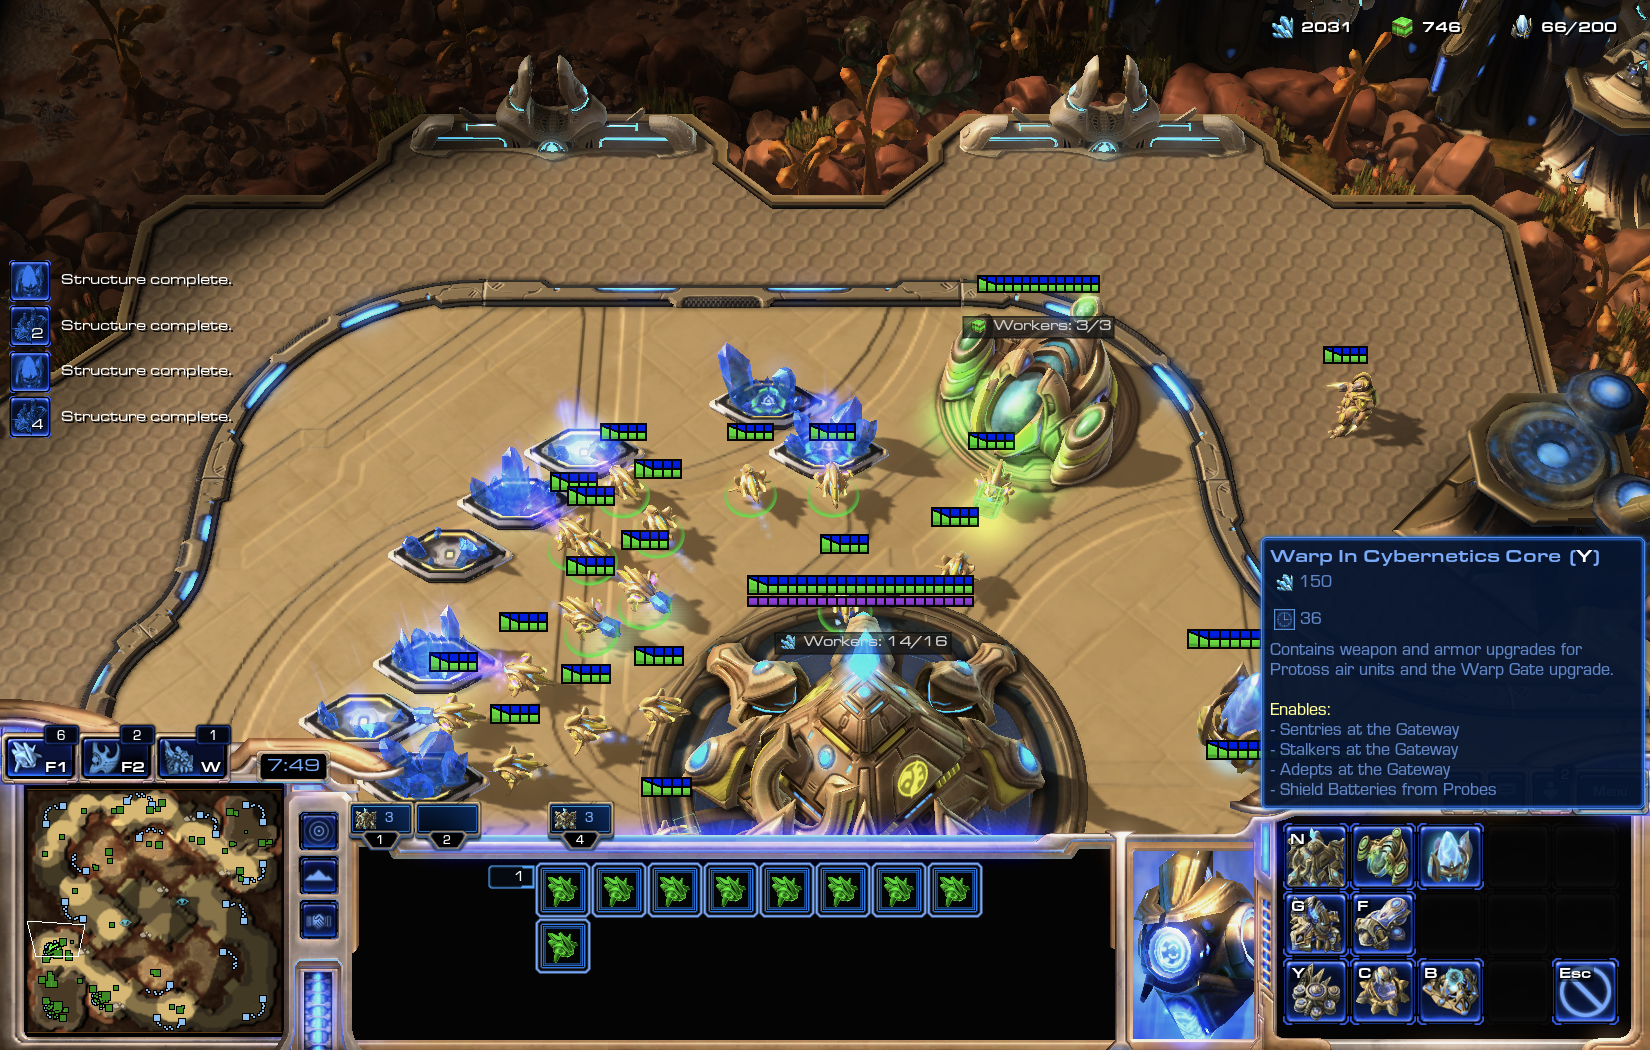 2031
746
66/200
Structure complete.
2
Structure complete.
Structure complete.
4
Structure complete.
Workers: 3/3
Workers: 14/16
Warp In Cybernetics Core (Y)
150
36
Contains weapon and armor upgrades for
Protoss air units and the Warp Gate upgrade.
Enables:
- Sentries at the Gateway
- Stalkers at the Gateway
- Adepts at the Gateway
- Shield Batteries from Probes
6
2
1
F1
F2
W
7:49
3
3
1
2
4
1
N
G
F
Y
C
B
Esc